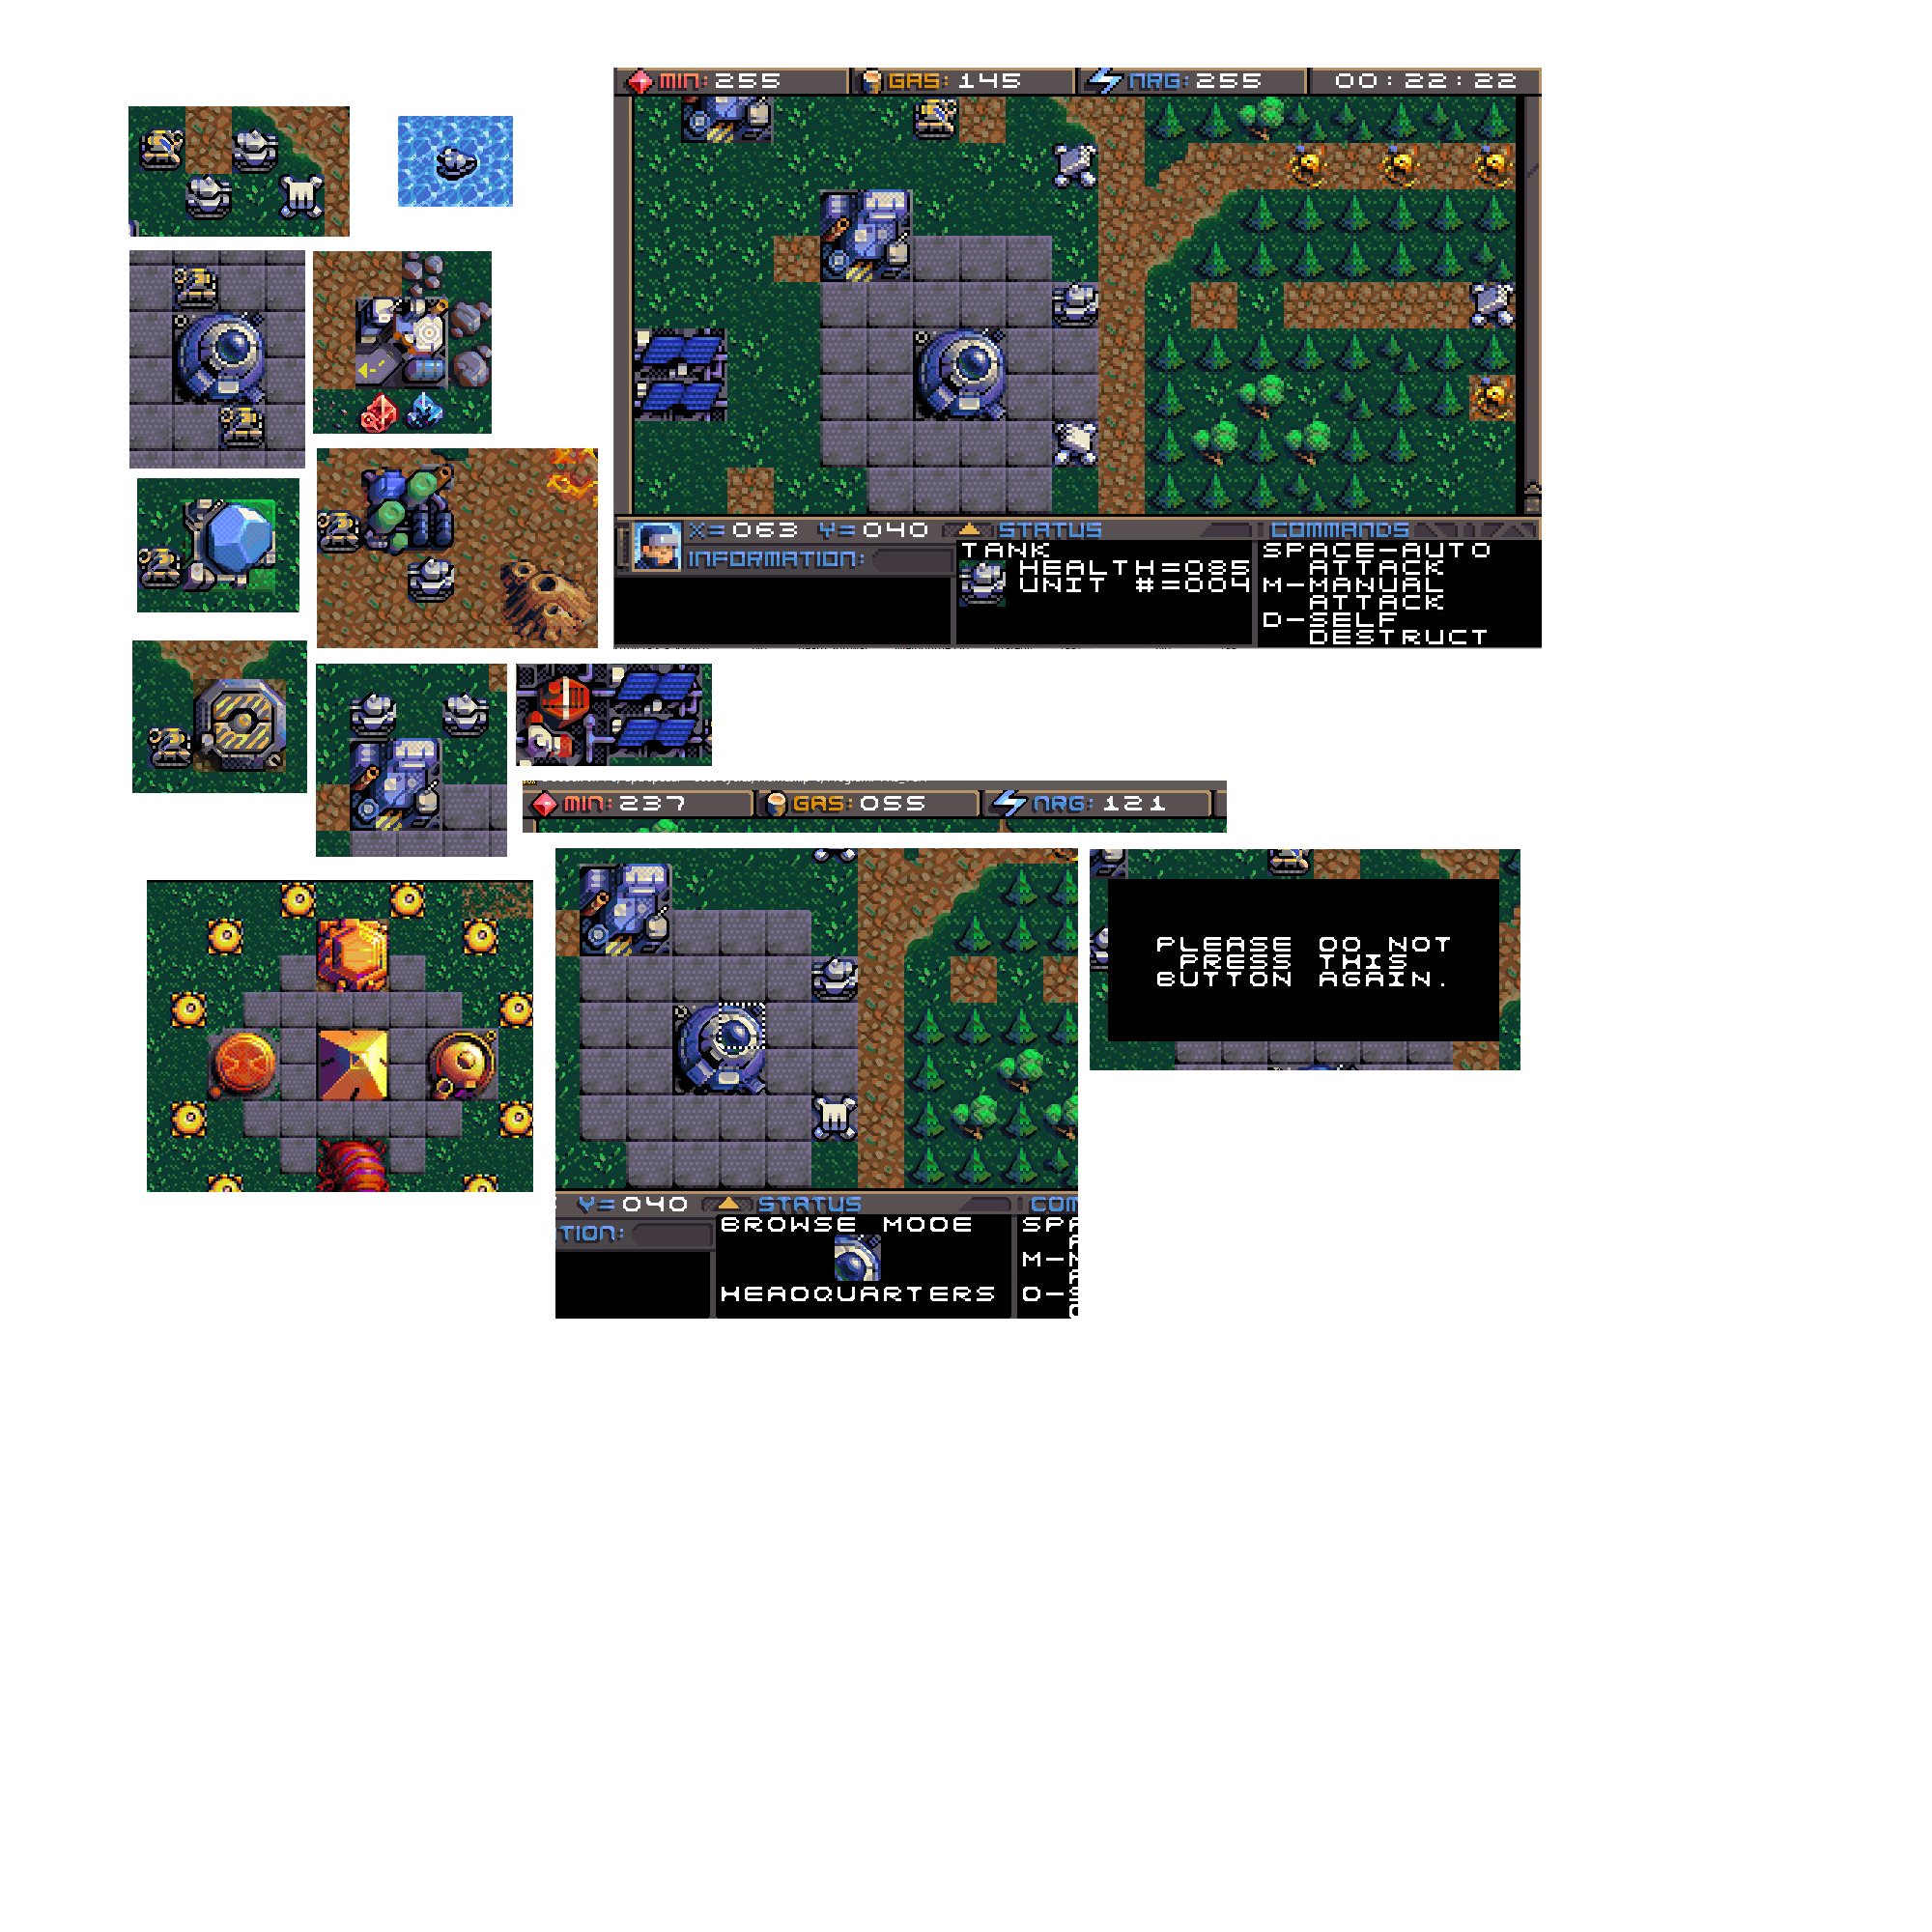 MIN: 255 GAS: 145 NRG: 255 00:22:22
X=063 Y=040 STATUS COMMANDS
INFORMATION:
TANK
HEALTH=085
UNIT #=004
SPACE-AUTO
ATTACK
M-MANUAL
ATTACK
D-SELF
DESTRUCT
MIN: 237 GAS: 055 NRG: 121
Y=040 STATUS COM
TION:
BROWSE MODE
HEADQUARTERS
PLEASE DO NOT
PRESS THIS
BUTTON AGAIN.